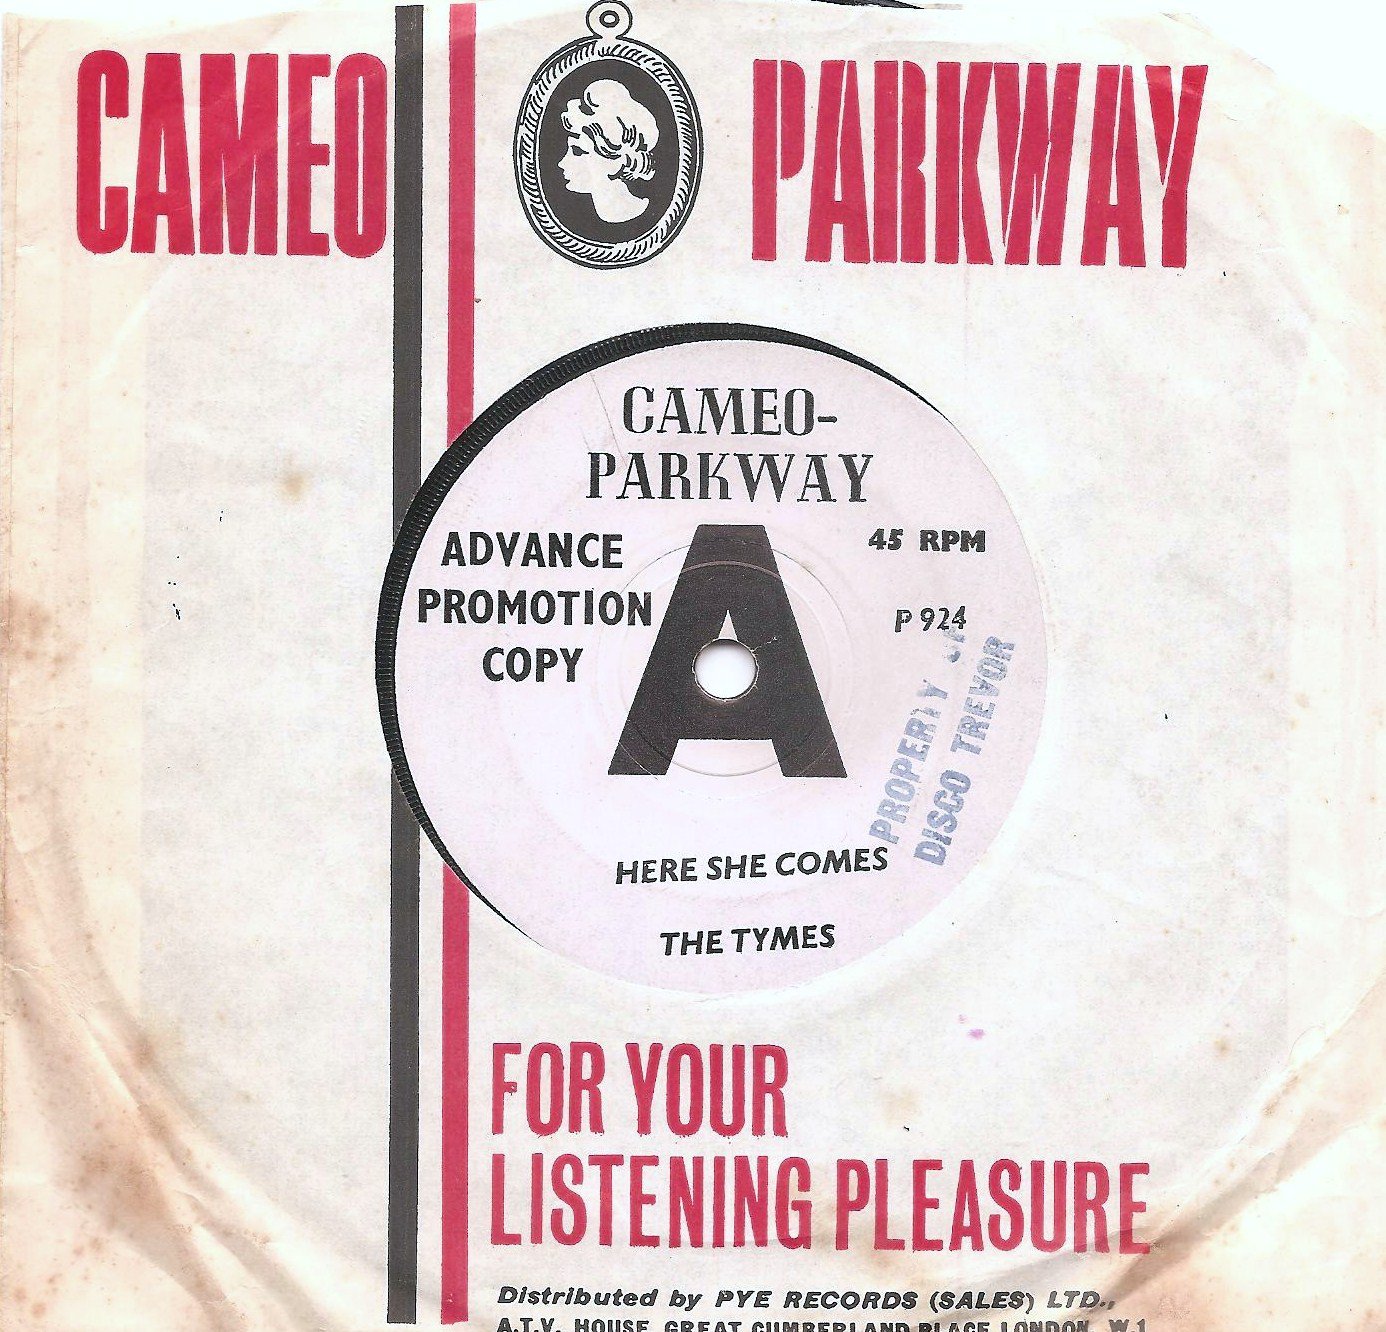 CAMEO PARKWAY
CAMEO-
PARKWAY
ADVANCE
PROMOTION
COPY
A
45 RPM
P 924
PROPERTY OF
DISCO TREVOR
HERE SHE COMES
THE TYMES
FOR YOUR
LISTENING PLEASURE
Distributed by PYE RECORDS (SALES) LTD.,
A.T.V. HOUSE, GREAT CUMBERLAND PLACE LONDON, W.1